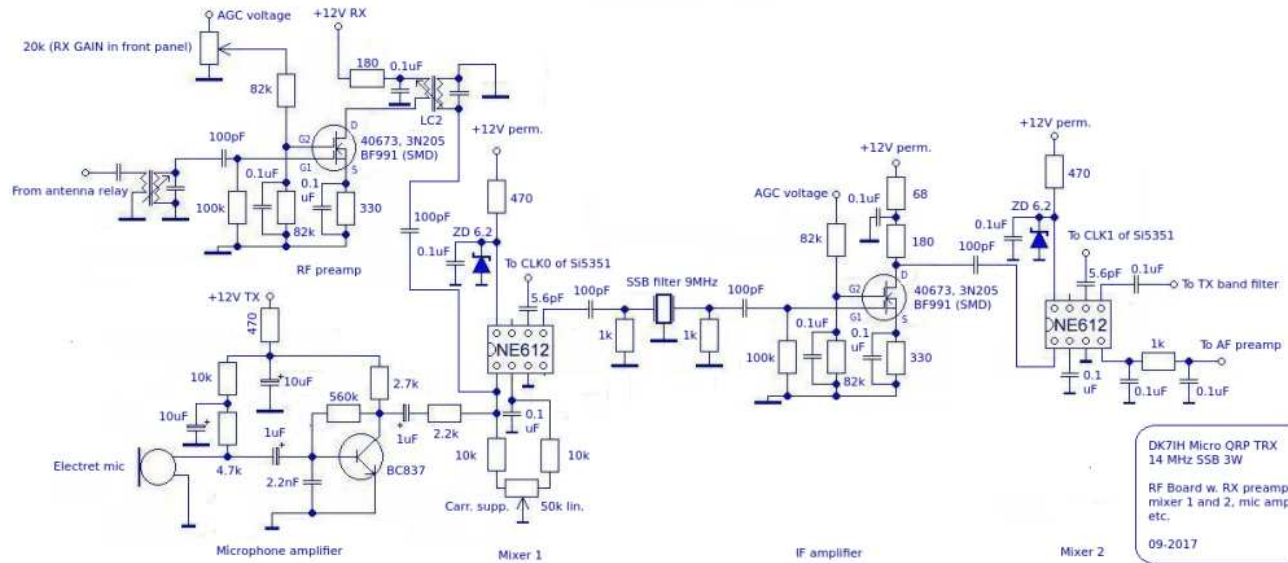 AGC voltage
20k (RX GAIN in front panel)
82k
+12V RX
180
0.1uF
LC2
100pF
From antenna relay
100k
0.1uF
82k
0.1
uF
330
G2
G1
D
S
40673, 3N205
BF991 (SMD)
RF preamp
+12V perm.
470
100pF
0.1uF
ZD 6.2
To CLK0 of Si5351
5.6pF
NE612
100pF
1k
SSB filter 9MHz
1k
100pF
0.1
uF
10k
10k
Carr. supp.
50k lin.
Mixer 1
+12V TX
470
10k
10uF
10uF
2.7k
560k
1uF
4.7k
1uF
2.2k
Electret mic
2.2nF
BC837
Microphone amplifier
AGC voltage
82k
+12V perm.
68
0.1uF
180
100pF
G2
G1
D
S
40673, 3N205
BF991 (SMD)
100k
0.1uF
82k
0.1
uF
330
IF amplifier
+12V perm.
470
ZD 6.2
0.1uF
To CLK1 of Si5351
5.6pF
0.1uF
To TX band filter
NE612
To AF preamp
1k
0.1
uF
0.1uF
0.1uF
Mixer 2
DK7IH Micro QRP TRX
14 MHz SSB 3W
RF Board w. RX preamp
mixer 1 and 2, mic amp
etc.
09-2017